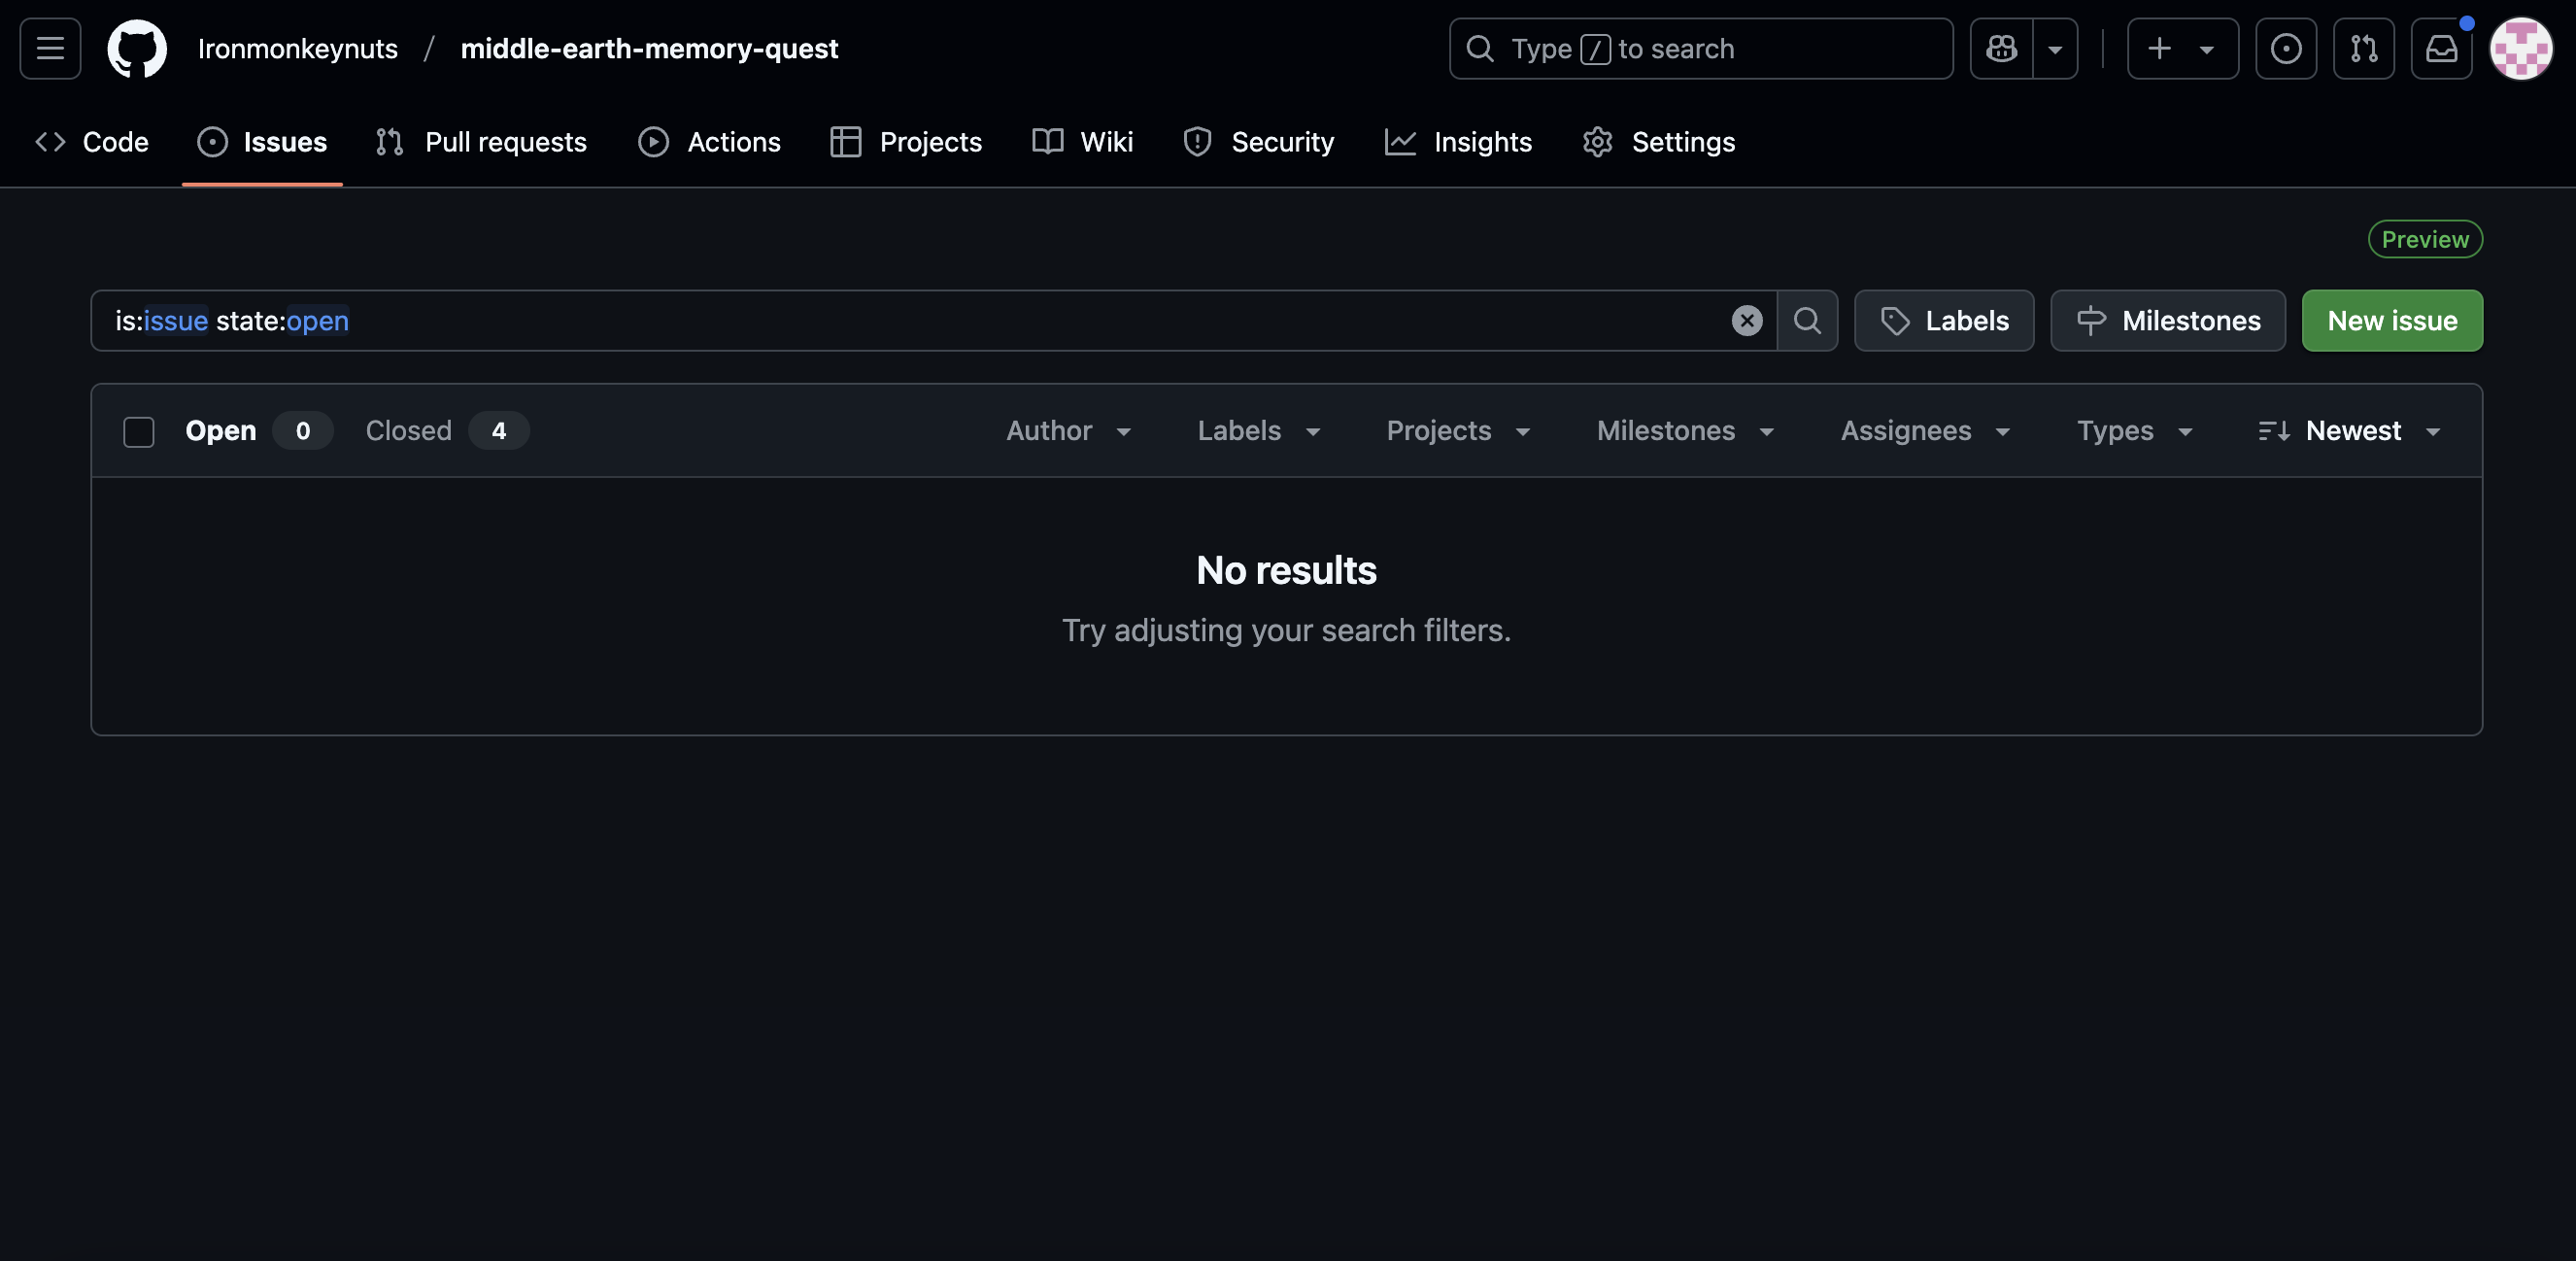 Ironmonkeynuts / middle-earth-memory-quest
Type / to search
Code
Issues
Pull requests
Actions
Projects
Wiki
Security
Insights
Settings
Preview
is:issue state:open
Labels
Milestones
New issue
Open 0
Closed 4
Author
Labels
Projects
Milestones
Assignees
Types
Newest
No results
Try adjusting your search filters.